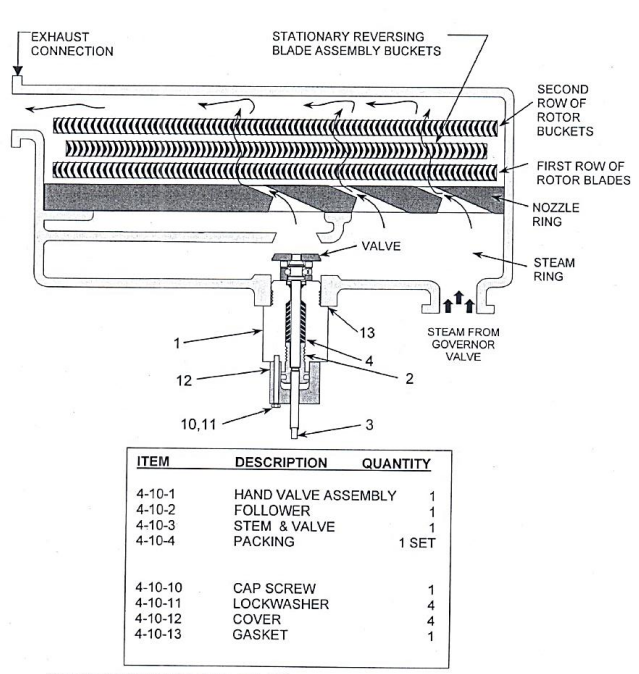 EXHAUST
CONNECTION
STATIONARY REVERSING
BLADE ASSEMBLY BUCKETS
SECOND
ROW OF
ROTOR
BUCKETS
FIRST ROW OF
ROTOR BLADES
NOZZLE
RING
VALVE
STEAM
RING
STEAM FROM
GOVERNOR
VALVE
1
13
4
2
12
10,11
3
ITEM DESCRIPTION QUANTITY
4-10-1 HAND VALVE ASSEMBLY 1
4-10-2 FOLLOWER 1
4-10-3 STEM & VALVE 1
4-10-4 PACKING 1 SET
4-10-10 CAP SCREW 1
4-10-11 LOCKWASHER 4
4-10-12 COVER 4
4-10-13 GASKET 1